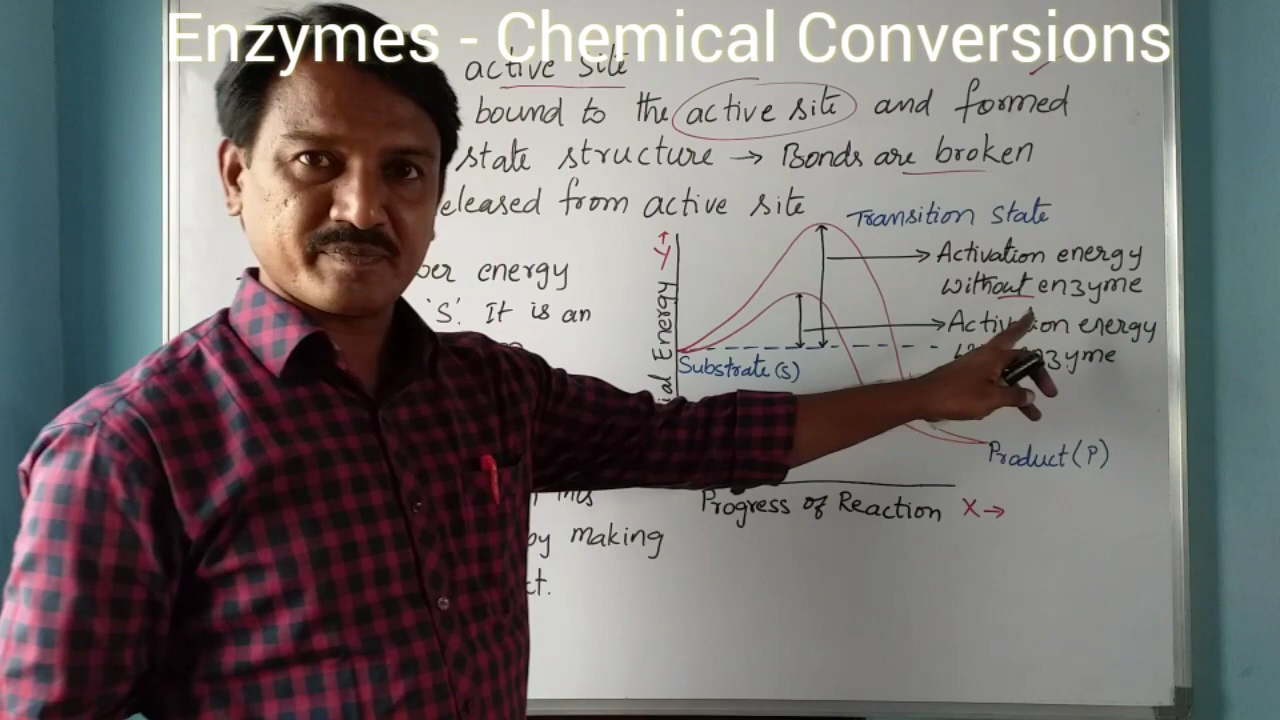 Enzymes - Chemical Conversions
active site
bound to the active site and formed
state structure → Bonds are broken
eleased from active site
energy
'S'. It is an
by making
Y→
Energy
Transition state
Activation energy
without enzyme
Activation energy
enzyme
Substrate (S)
Product (P)
Progress of Reaction X→